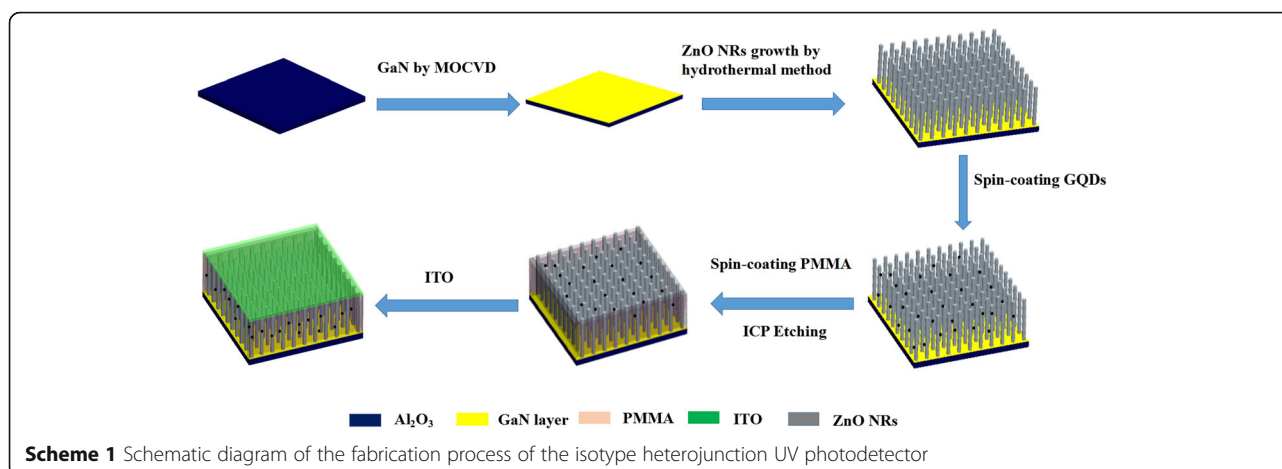 GaN by MOCVD
ZnO NRs growth by
hydrothermal method
Spin-coating GQDs
Spin-coating PMMA
ICP Etching
ITO
Al₂O₃
GaN layer
PMMA
ITO
ZnO NRs
Scheme 1 Schematic diagram of the fabrication process of the isotype heterojunction UV photodetector